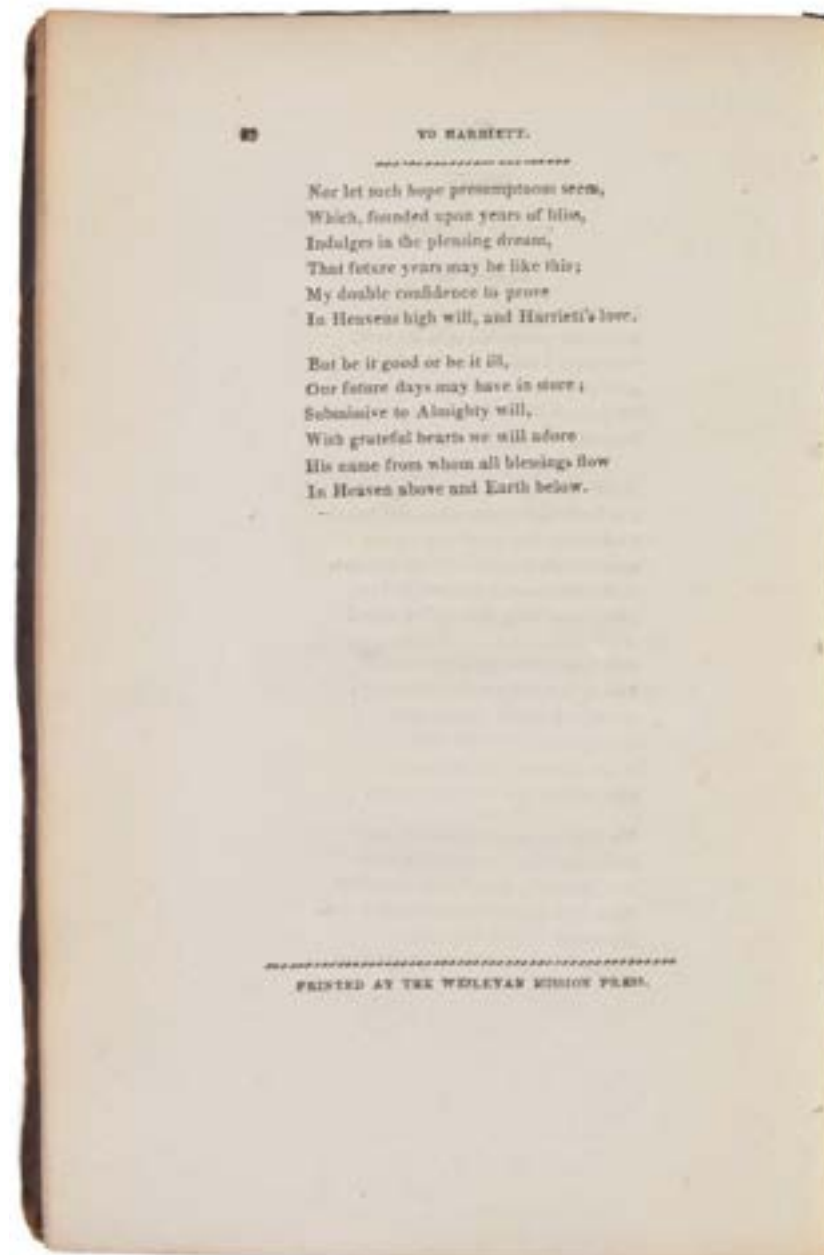 TO HARRIETT.
Nor let such hope presumptuous seem,
Which, founded upon years of bliss,
Indulges in the pleasing dream,
That future years may be like this;
My double confidence to prove
In Heavens high will, and Harriett's love.
But be it good or be it ill,
Our future days may have in store;
Submissive to Almighty will,
With grateful hearts we will adore
His name from whom all blessings flow
In Heaven above and Earth below.
PRINTED AT THE WESLEYAN MISSION PRESS.